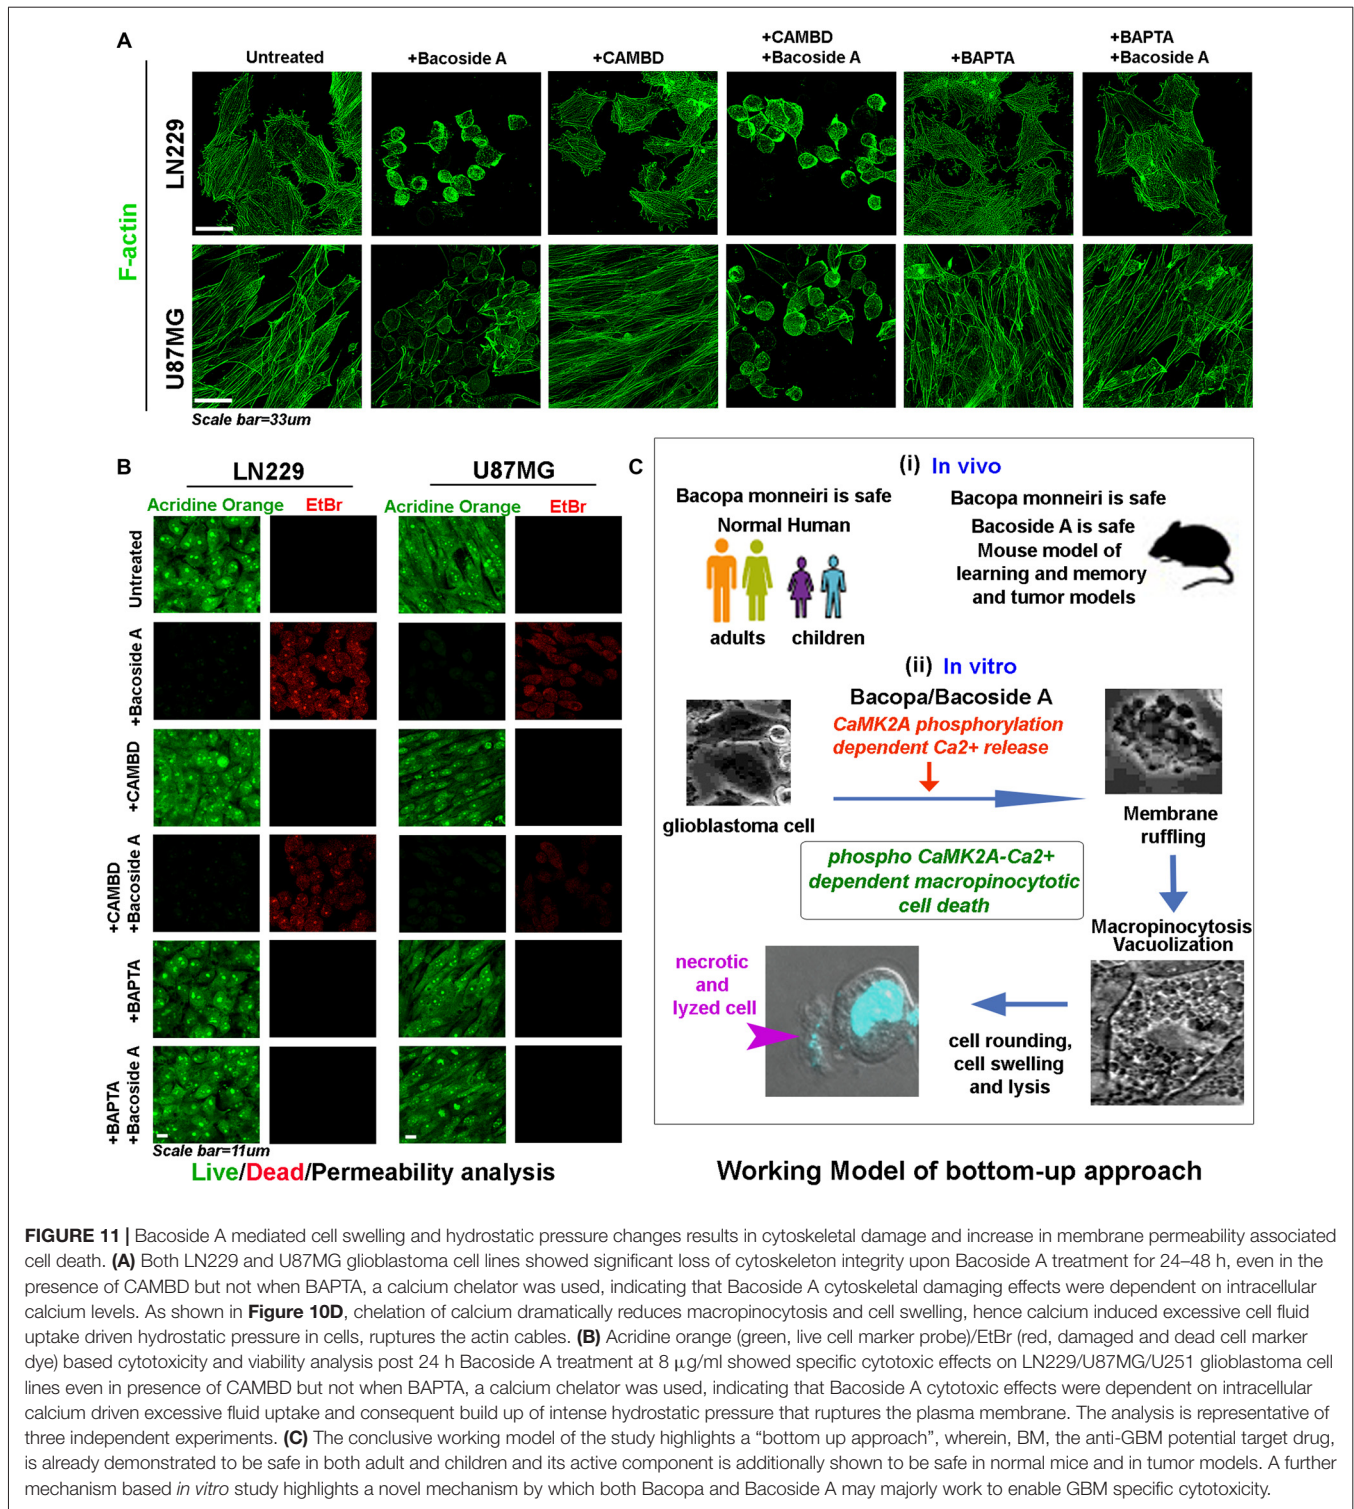 A
Untreated
+Bacoside A
+CAMBD
+CAMBD
+Bacoside A
+BAPTA
+BAPTA
+Bacoside A
F-actin
LN229
U87MG
Scale bar=33um
B
LN229
U87MG
Acridine Orange
EtBr
Acridine Orange
EtBr
Untreated
+Bacoside A
+CAMBD
+CAMBD
+Bacoside A
+BAPTA
+BAPTA
+Bacoside A
Scale bar=11um
Live/Dead/Permeability analysis
C
(i) In vivo
Bacopa monneiri is safe
Normal Human
adults
children
Bacopa monneiri is safe
Bacoside A is safe
Mouse model of
learning and memory
and tumor models
(ii) In vitro
Bacopa/Bacoside A
CaMK2A phosphorylation
dependent Ca2+ release
glioblastoma cell
Membrane
ruffling
phospho CaMK2A-Ca2+
dependent macropinocytotic
cell death
Macropinocytosis
Vacuolization
necrotic
and
lyzed cell
cell rounding,
cell swelling
and lysis
Working Model of bottom-up approach
FIGURE 11 | Bacoside A mediated cell swelling and hydrostatic pressure changes results in cytoskeletal damage and increase in membrane permeability associated
cell death. (A) Both LN229 and U87MG glioblastoma cell lines showed significant loss of cytoskeleton integrity upon Bacoside A treatment for 24–48 h, even in the
presence of CAMBD but not when BAPTA, a calcium chelator was used, indicating that Bacoside A cytoskeletal damaging effects were dependent on intracellular
calcium levels. As shown in Figure 10D, chelation of calcium dramatically reduces macropinocytosis and cell swelling, hence calcium induced excessive cell fluid
uptake driven hydrostatic pressure in cells, ruptures the actin cables. (B) Acridine orange (green, live cell marker probe)/EtBr (red, damaged and dead cell marker
dye) based cytotoxicity and viability analysis post 24 h Bacoside A treatment at 8 μg/ml showed specific cytotoxic effects on LN229/U87MG/U251 glioblastoma cell
lines even in presence of CAMBD but not when BAPTA, a calcium chelator was used, indicating that Bacoside A cytotoxic effects were dependent on intracellular
calcium driven excessive fluid uptake and consequent build up of intense hydrostatic pressure that ruptures the plasma membrane. The analysis is representative of
three independent experiments. (C) The conclusive working model of the study highlights a “bottom up approach”, wherein, BM, the anti-GBM potential target drug,
is already demonstrated to be safe in both adult and children and its active component is additionally shown to be safe in normal mice and in tumor models. A further
mechanism based in vitro study highlights a novel mechanism by which both Bacopa and Bacoside A may majorly work to enable GBM specific cytotoxicity.